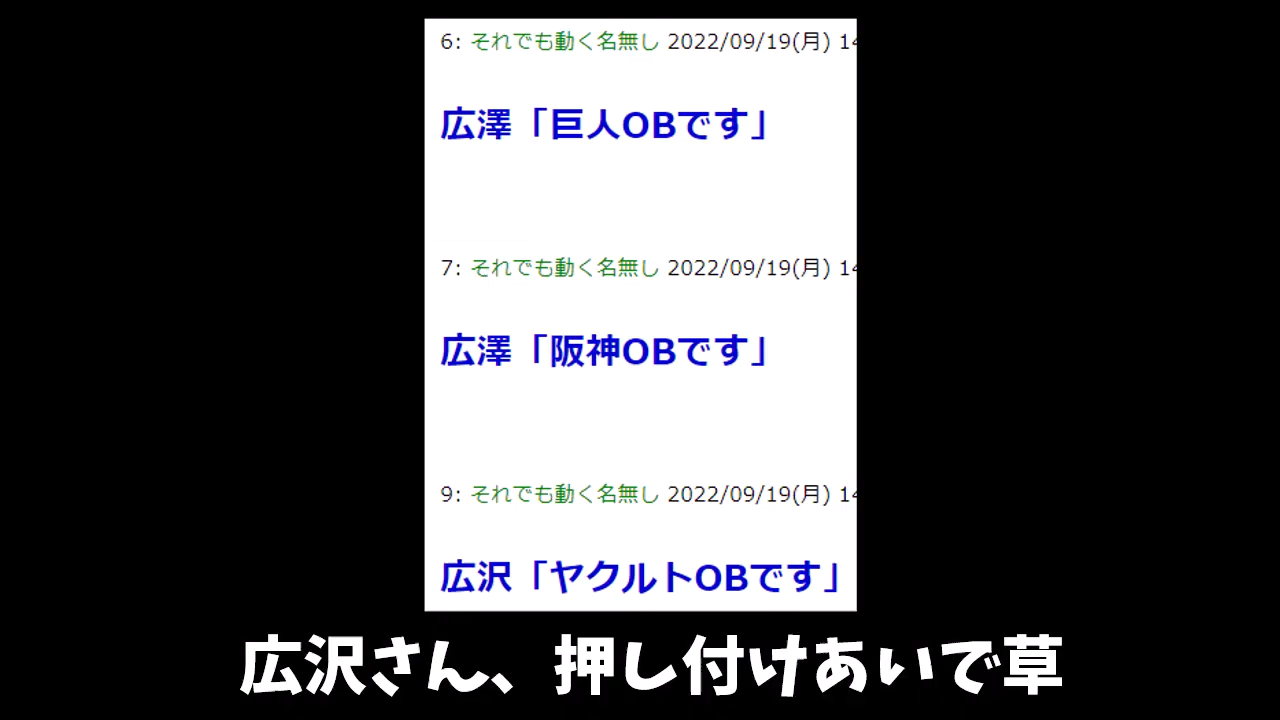 6: それでも動く名無し 2022/09/19(月) 14
広澤「巨人OBです」
7: それでも動く名無し 2022/09/19(月) 14
広澤「阪神OBです」
9: それでも動く名無し 2022/09/19(月) 14
広沢「ヤクルトOBです」
広沢さん、押し付けあいで草